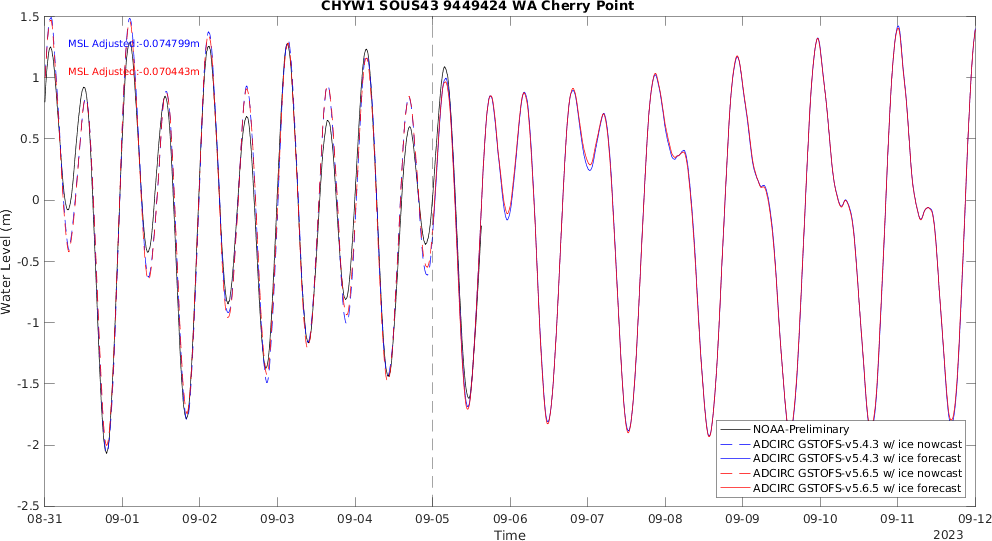 CHYW1 SOUS43 9449424 WA Cherry Point
MSL Adjusted:-0.074799m
MSL Adjusted:-0.070443m
Water Level (m)
1.5
1
0.5
0
-0.5
-1
-1.5
-2
-2.5
NOAA-Preliminary
ADCIRC GSTOFS-v5.4.3 w/ ice nowcast
ADCIRC GSTOFS-v5.4.3 w/ ice forecast
ADCIRC GSTOFS-v5.6.5 w/ ice nowcast
ADCIRC GSTOFS-v5.6.5 w/ ice forecast
08-31 09-01 09-02 09-03 09-04 09-05 09-06 09-07 09-08 09-09 09-10 09-11 09-12
Time
2023